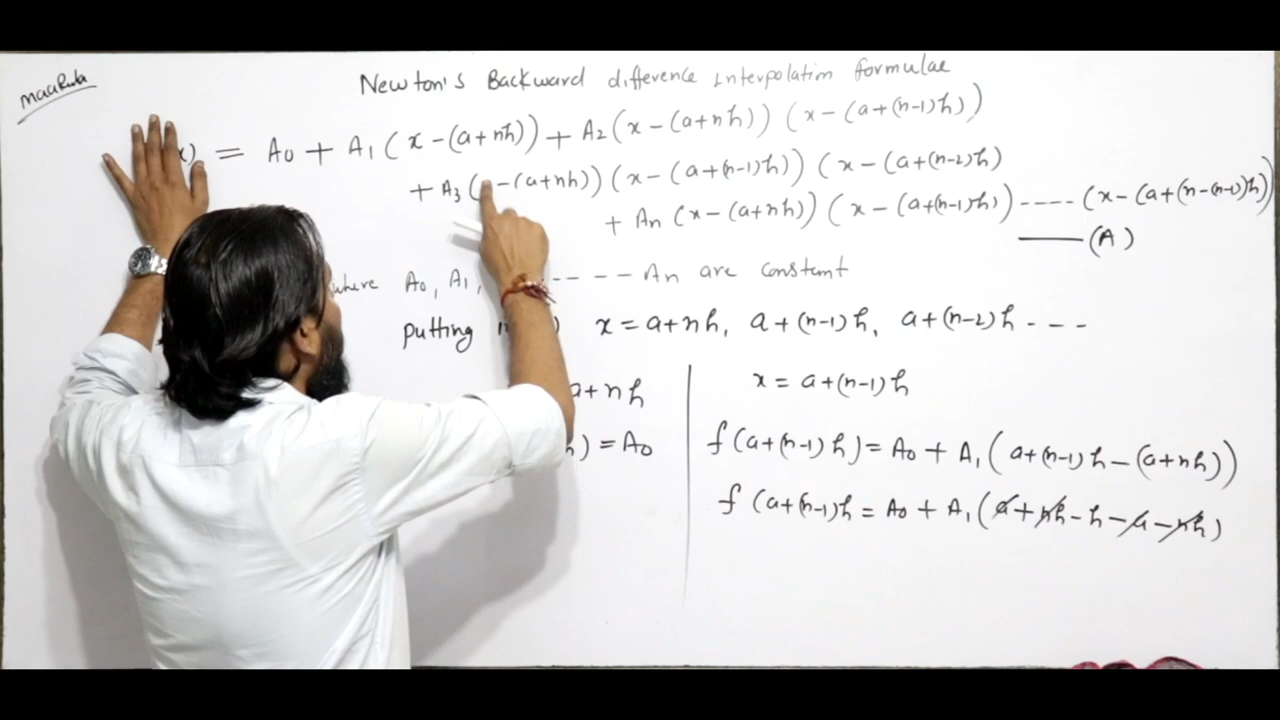 maaRula
Newton's Backward difference Interpolation formulae
x) = A0 + A1 (x-(a+nh)) + A2 (x-(a+nh)) (x-(a+(n-1)h))
+ A3 ( -(a+nh)) (x-(a+(n-1)h)) (x-(a+(n-2)h)
+ An (x-(a+nh)) (x-(a+(n-1)h) ---- (x-(a+(n-(n-1)h)
—— (A)
where A0, A1, ----- An are constant
putting x = a+nh, a+(n-1)h, a+(n-2)h ---
a+nh
) = A0
x = a+(n-1)h
f(a+(n-1)h) = A0 + A1 (a+(n-1)h-(a+nh))
f(a+(n-1)h = A0 + A1 (a+nh-h-a-nh)